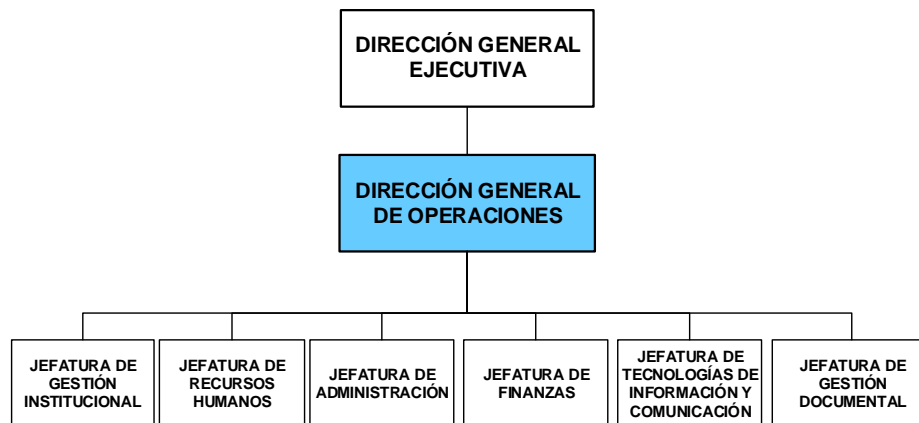 DIRECCIÓN GENERAL
EJECUTIVA
DIRECCIÓN GENERAL
DE OPERACIONES
JEFATURA DE
GESTIÓN
INSTITUCIONAL
JEFATURA DE
RECURSOS
HUMANOS
JEFATURA DE
ADMINISTRACIÓN
JEFATURA DE
FINANZAS
JEFATURA DE
TECNOLOGÍAS DE
INFORMACIÓN Y
COMUNICACIÓN
JEFATURA DE
GESTIÓN
DOCUMENTAL